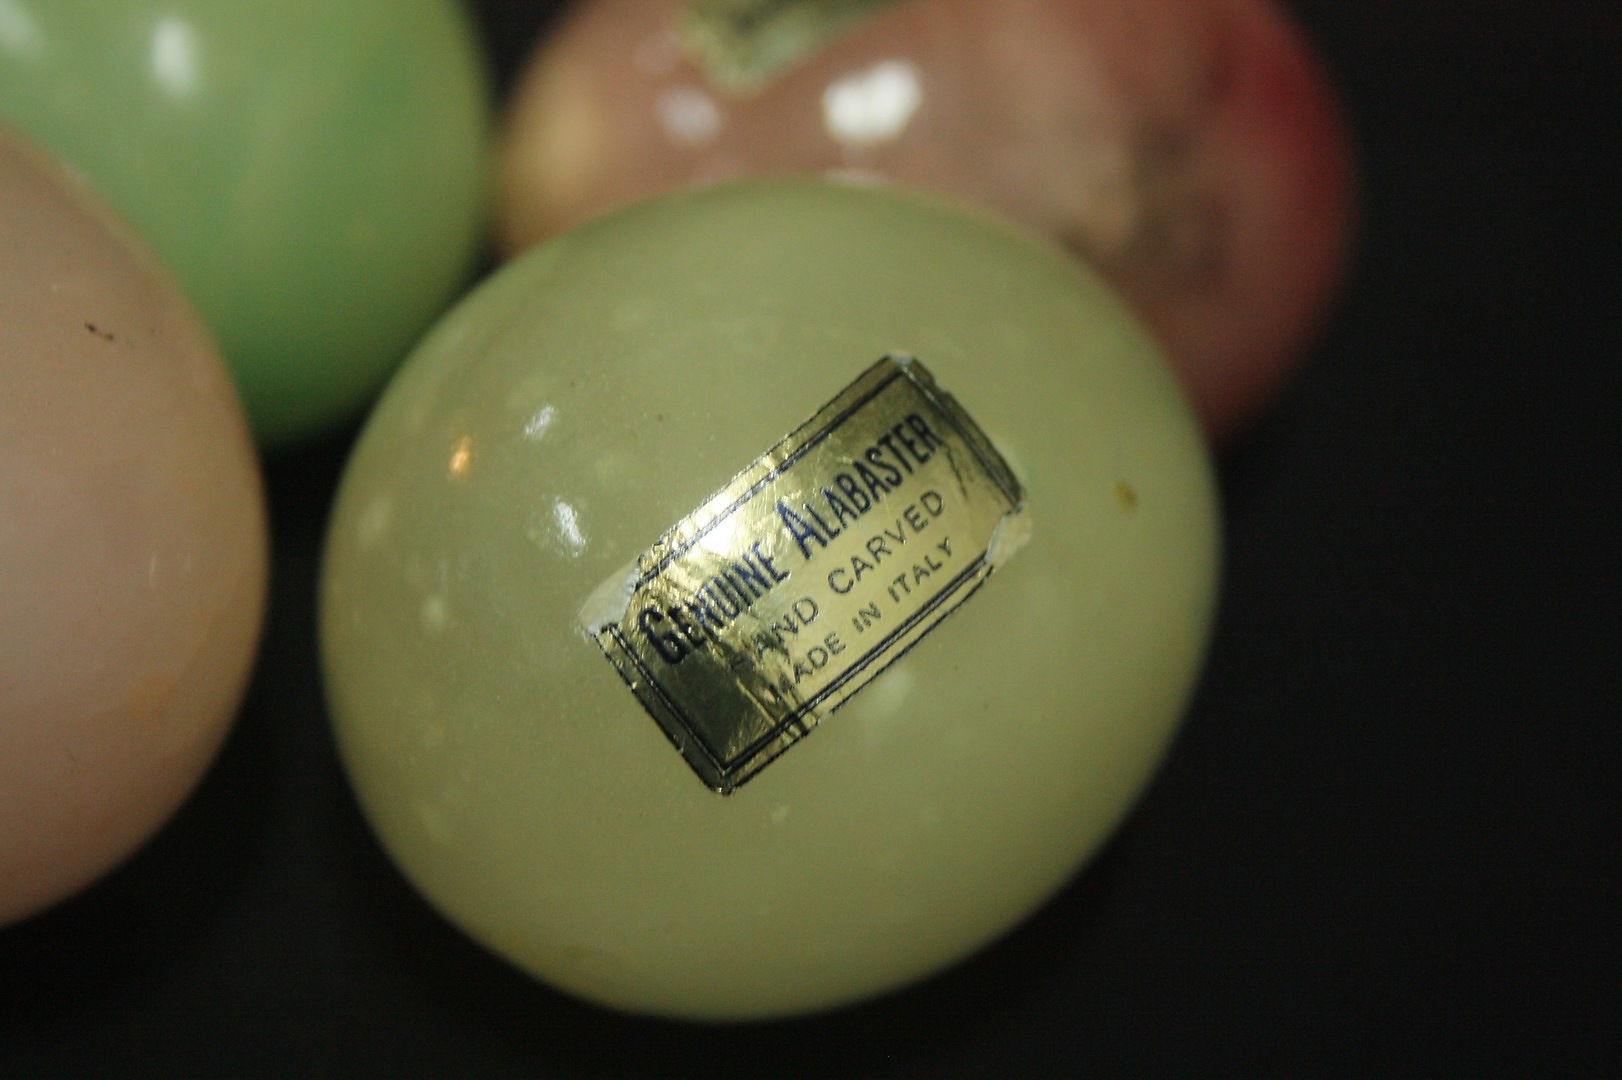 GENUINE ALABASTER
HAND CARVED
MADE IN ITALY